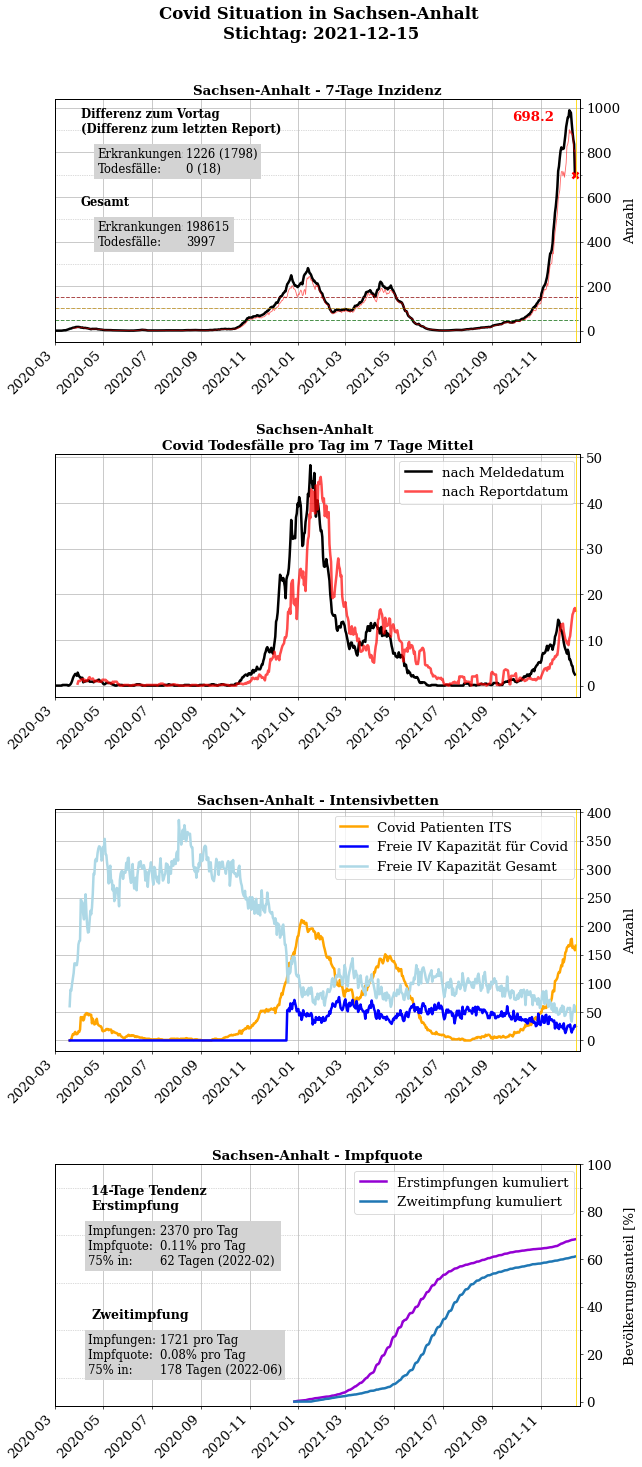 Covid Situation in Sachsen-Anhalt
Stichtag: 2021-12-15
Sachsen-Anhalt - 7-Tage Inzidenz
Differenz zum Vortag
(Differenz zum letzten Report)
Erkrankungen 1226 (1798)
Todesfälle: 0 (18)
Gesamt
Erkrankungen 198615
Todesfälle: 3997
698.2
1000
800
600
400
200
0
Anzahl
2020-03 2020-05 2020-07 2020-09 2020-11 2021-01 2021-03 2021-05 2021-07 2021-09 2021-11
Sachsen-Anhalt
Covid Todesfälle pro Tag im 7 Tage Mittel
nach Meldedatum
nach Reportdatum
50
40
30
20
10
0
2020-03 2020-05 2020-07 2020-09 2020-11 2021-01 2021-03 2021-05 2021-07 2021-09 2021-11
Sachsen-Anhalt - Intensivbetten
Covid Patienten ITS
Freie IV Kapazität für Covid
Freie IV Kapazität Gesamt
400
350
300
250
200
150
100
50
0
Anzahl
2020-03 2020-05 2020-07 2020-09 2020-11 2021-01 2021-03 2021-05 2021-07 2021-09 2021-11
Sachsen-Anhalt - Impfquote
14-Tage Tendenz
Erstimpfung
Impfungen: 2370 pro Tag
Impfquote: 0.11% pro Tag
75% in: 62 Tagen (2022-02)
Zweitimpfung
Impfungen: 1721 pro Tag
Impfquote: 0.08% pro Tag
75% in: 178 Tagen (2022-06)
Erstimpfungen kumuliert
Zweitimpfung kumuliert
100
80
60
40
20
0
Bevölkerungsanteil [%]
2020-03 2020-05 2020-07 2020-09 2020-11 2021-01 2021-03 2021-05 2021-07 2021-09 2021-11